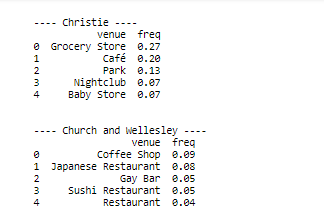 ---- Christie ----
venue freq
0 Grocery Store 0.27
1 Café 0.20
2 Park 0.13
3 Nightclub 0.07
4 Baby Store 0.07
---- Church and Wellesley ----
venue freq
0 Coffee Shop 0.09
1 Japanese Restaurant 0.08
2 Gay Bar 0.05
3 Sushi Restaurant 0.05
4 Restaurant 0.04